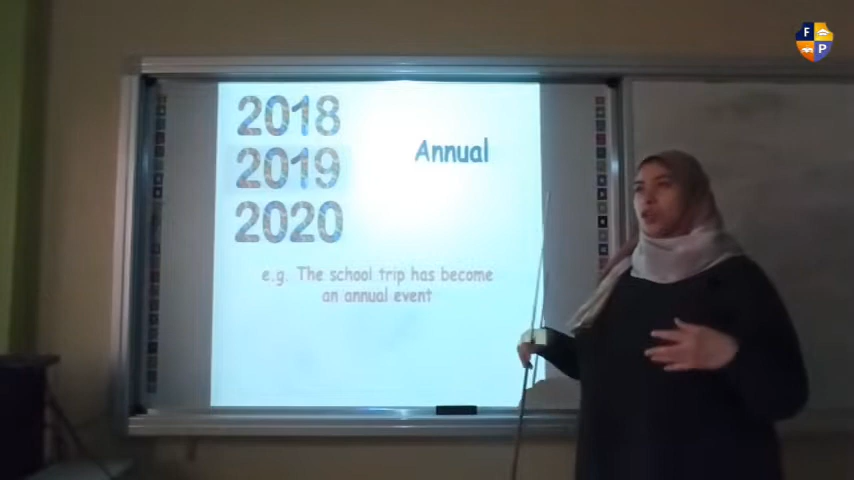 2018
2019
2020
Annual
e.g. The school trip has become
an annual event
F
P